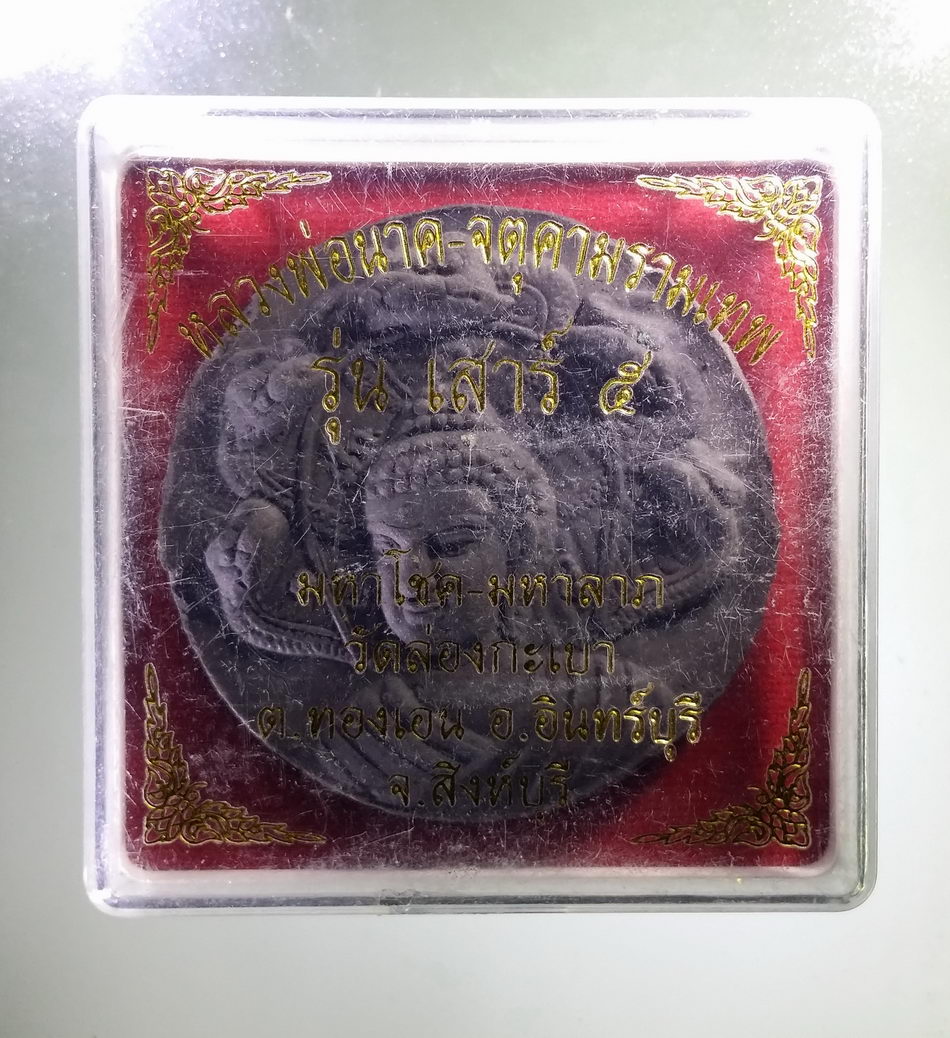 หลวงพ่อนาค-จตุคามรามเทพ
รุ่น เสาร์ ๕
มหาโชค-มหาลาภ
วัดล่องกะเบา
ต.ทองเอน อ.อินทร์บุรี
จ.สิงห์บุรี